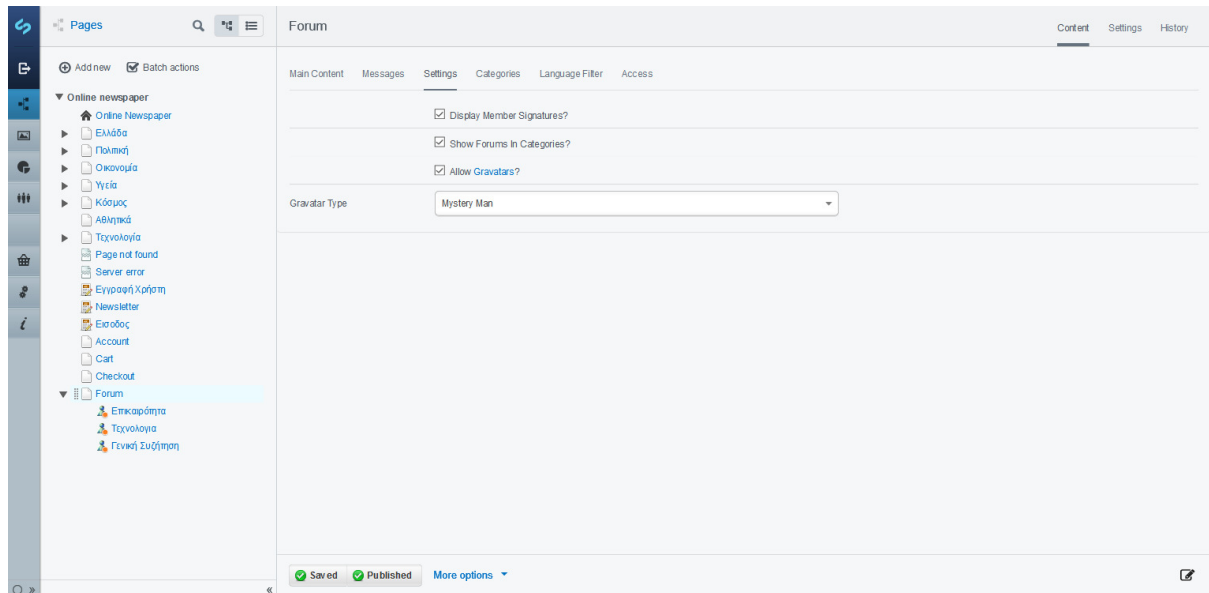 Pages
Add new Batch actions
Online newspaper
Online Newspaper
Ελλάδα
Πολιτική
Οικονομία
Υγεία
Κόσμος
Αθλητικά
Τεχνολογία
Page not found
Server error
Εγγραφή Χρήστη
Newsletter
Εισοδος
Account
Cart
Checkout
Forum
Επικαιρότητα
Τεχνολογια
Γενική Συζήτηση
Forum
Content Settings History
Main Content Messages Settings Categories Language Filter Access
Display Member Signatures?
Show Forums In Categories?
Allow Gravatars?
Gravatar Type Mystery Man
Saved Published More options